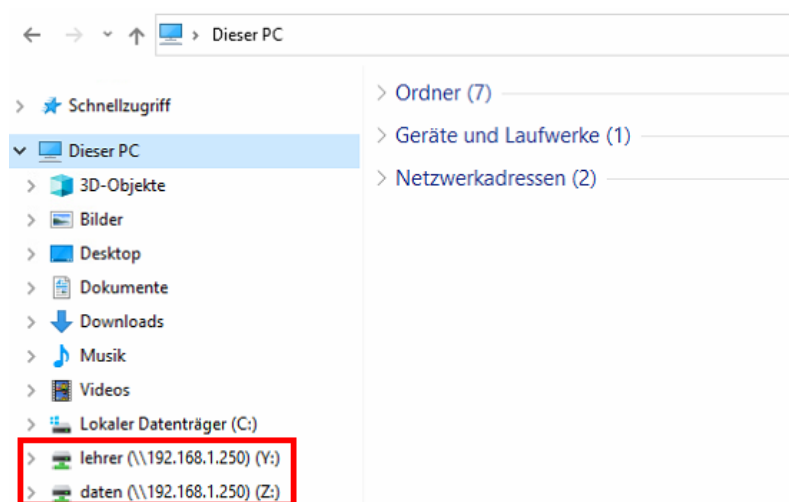 Dieser PC
Schnellzugriff
Dieser PC
3D-Objekte
Bilder
Desktop
Dokumente
Downloads
Musik
Videos
Lokaler Datenträger (C:)
lehrer (\\192.168.1.250) (Y:)
daten (\\192.168.1.250) (Z:)
Ordner (7)
Geräte und Laufwerke (1)
Netzwerkadressen (2)